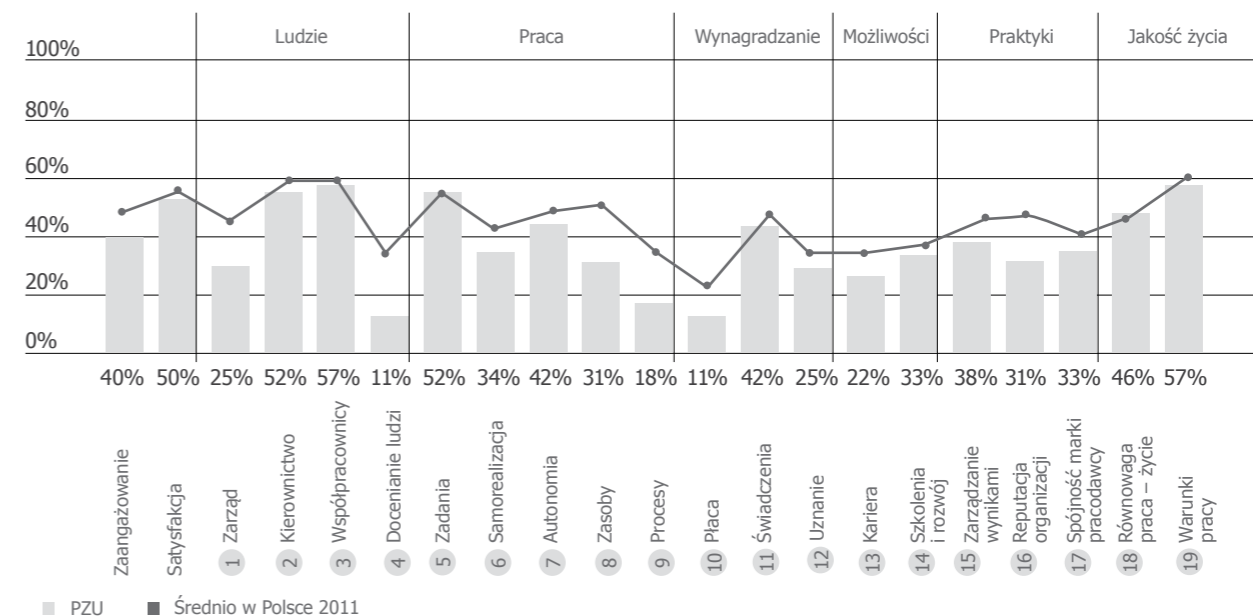 Ludzie Praca Wynagradzanie Możliwości Praktyki Jakość życia
100%
80%
60%
40%
20%
0%
40% 50% 25% 52% 57% 11% 52% 34% 42% 31% 18% 11% 42% 25% 22% 33% 38% 31% 33% 46% 57%
Zaangażowanie
Satysfakcja
1 Zarząd
2 Kierownictwo
3 Współpracownicy
4 Docenianie ludzi
5 Zadania
6 Samorealizacja
7 Autonomia
8 Zasoby
9 Procesy
10 Płaca
11 Świadczenia
12 Uznanie
13 Kariera
14 Szkolenia
i rozwój
15 Zarządzanie
wynikami
16 Reputacja
organizacji
17 Spójność marki
pracodawcy
18 Równowaga
praca – życie
19 Warunki
pracy
PZU Średnio w Polsce 2011